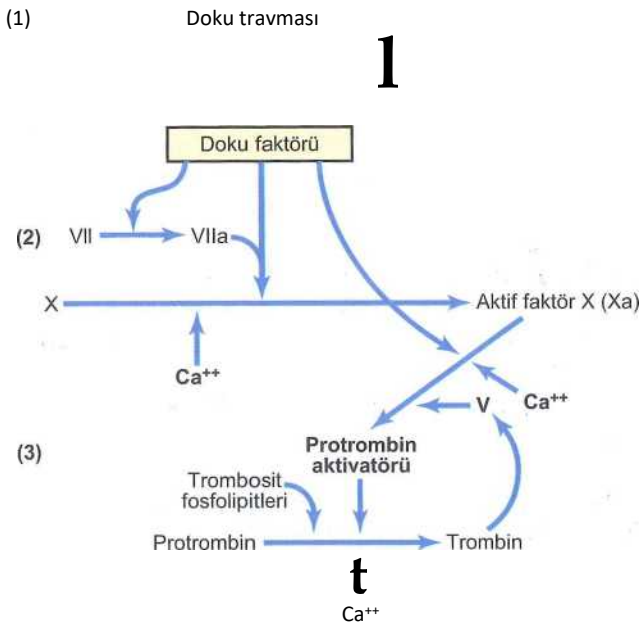 (1) Doku travması
l
Doku faktörü
(2) VII VIIa
X Aktif faktör X (Xa)
Ca⁺⁺
V Ca⁺⁺
(3) Protrombin
aktivatörü
Trombosit
fosfolipitleri
Protrombin Trombin
t
Ca⁺⁺